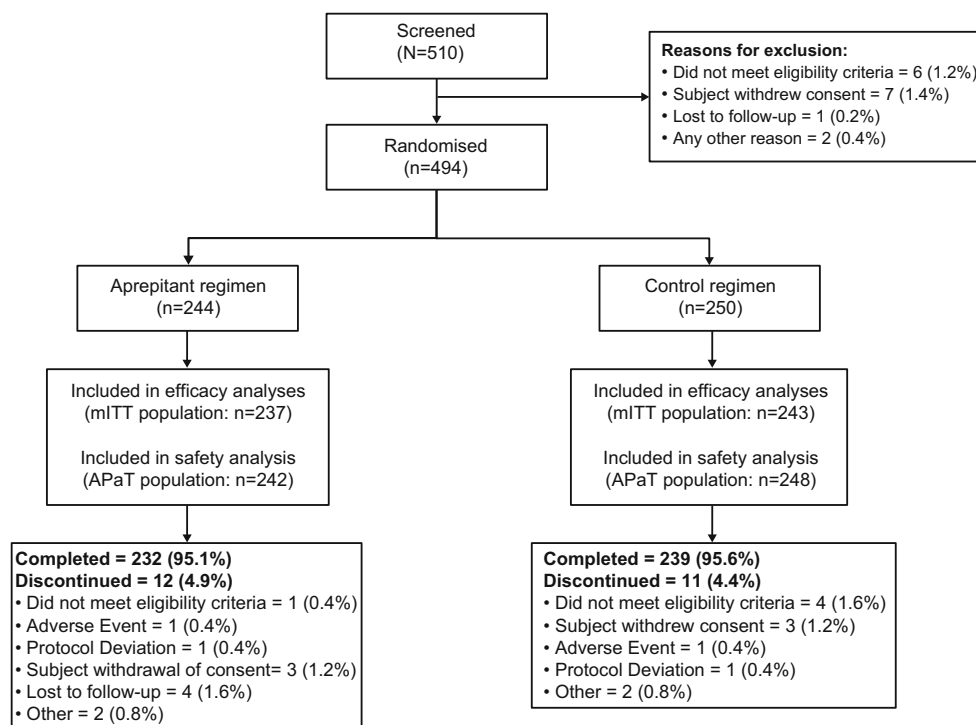 Screened
(N=510)
Reasons for exclusion:
• Did not meet eligibility criteria = 6 (1.2%)
• Subject withdrew consent = 7 (1.4%)
• Lost to follow-up = 1 (0.2%)
• Any other reason = 2 (0.4%)
Randomised
(n=494)
Aprepitant regimen
(n=244)
Control regimen
(n=250)
Included in efficacy analyses
(mITT population: n=237)
Included in safety analysis
(APaT population: n=242)
Included in efficacy analyses
(mITT population: n=243)
Included in safety analysis
(APaT population: n=248)
Completed = 232 (95.1%)
Discontinued = 12 (4.9%)
• Did not meet eligibility criteria = 1 (0.4%)
• Adverse Event = 1 (0.4%)
• Protocol Deviation = 1 (0.4%)
• Subject withdrawal of consent= 3 (1.2%)
• Lost to follow-up = 4 (1.6%)
• Other = 2 (0.8%)
Completed = 239 (95.6%)
Discontinued = 11 (4.4%)
• Did not meet eligibility criteria = 4 (1.6%)
• Subject withdrew consent = 3 (1.2%)
• Adverse Event = 1 (0.4%)
• Protocol Deviation = 1 (0.4%)
• Other = 2 (0.8%)